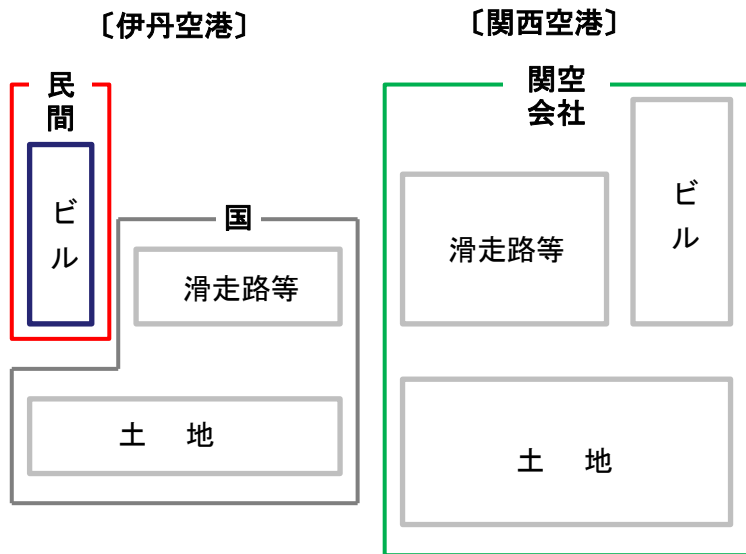 〔伊丹空港〕
民
間
ビ
ル
国
滑走路等
土 地
〔関西空港〕
関空
会社
滑走路等
ビ
ル
土 地